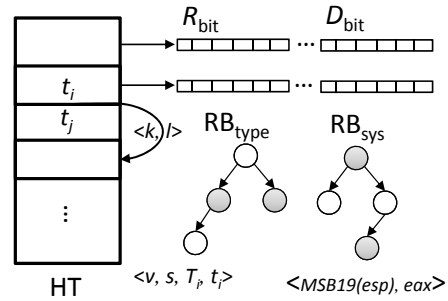 R_bit D_bit
...
t_i
...
t_j
<k, l>
RB_type RB_sys
⋮
<v, s, T_i, t_i> <MSB19(esp), eax>
HT